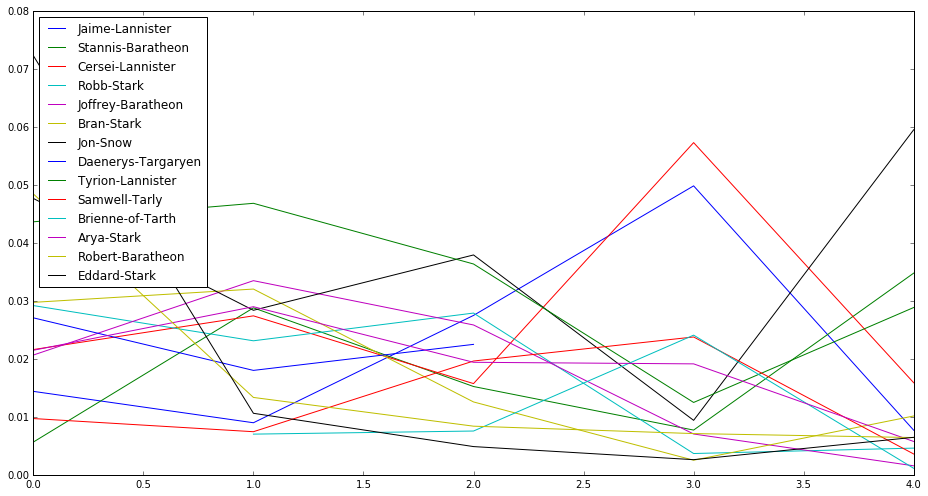 0.08
0.07
0.06
0.05
0.04
0.03
0.02
0.01
0.00
Jaime-Lannister
Stannis-Baratheon
Cersei-Lannister
Robb-Stark
Joffrey-Baratheon
Bran-Stark
Jon-Snow
Daenerys-Targaryen
Tyrion-Lannister
Samwell-Tarly
Brienne-of-Tarth
Arya-Stark
Robert-Baratheon
Eddard-Stark
0.0 0.5 1.0 1.5 2.0 2.5 3.0 3.5 4.0